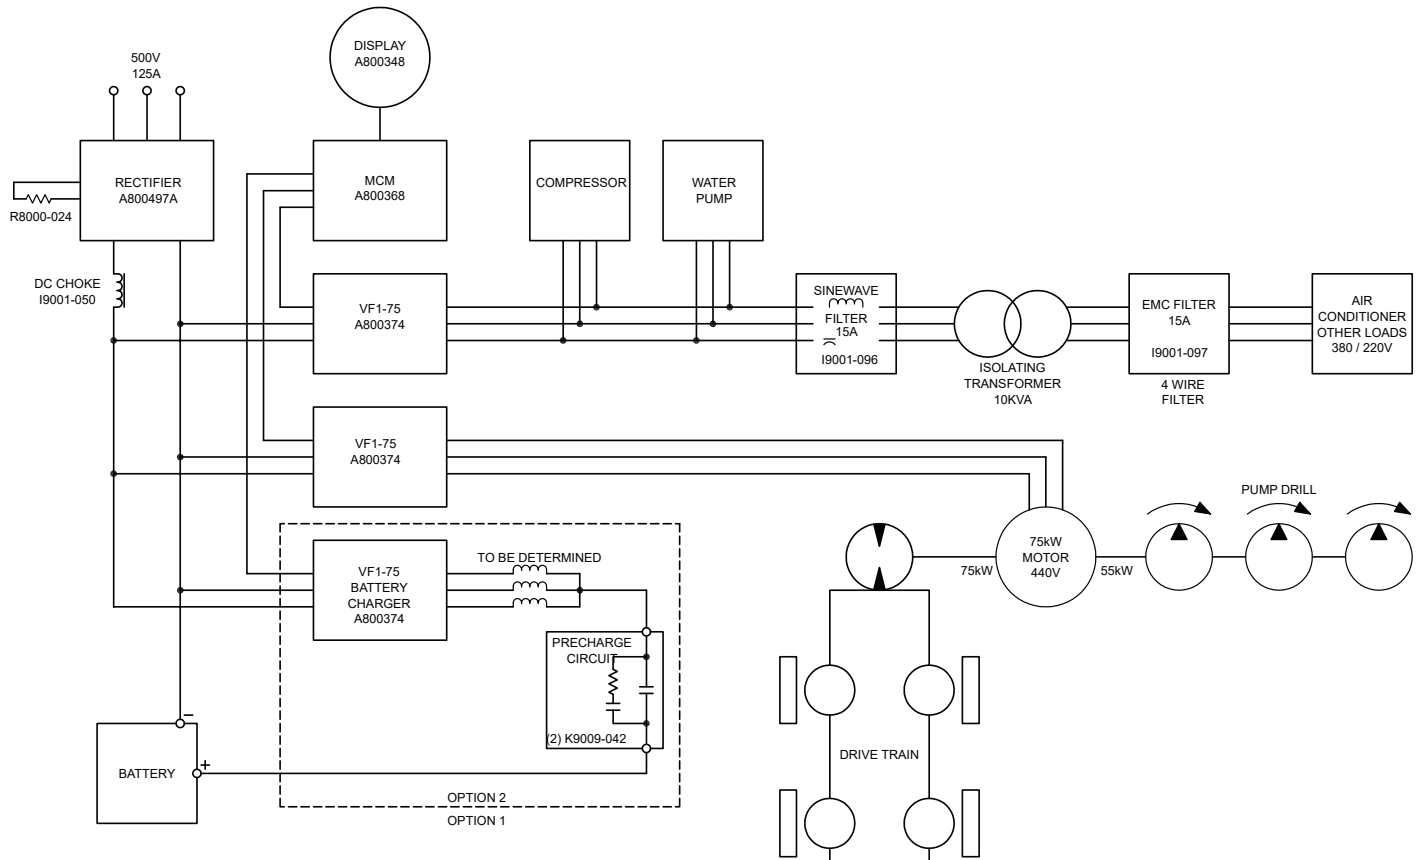 500V
125A
DISPLAY
A800348
RECTIFIER
A800497A
R8000-024
MCM
A800368
COMPRESSOR
WATER
PUMP
DC CHOKE
I9001-050
VF1-75
A800374
SINEWAVE
FILTER
15A
I9001-096
ISOLATING
TRANSFORMER
10KVA
EMC FILTER
15A
I9001-097
4 WIRE
FILTER
AIR
CONDITIONER
OTHER LOADS
380 / 220V
VF1-75
A800374
PUMP DRILL
75kW
MOTOR
440V
75kW
55kW
TO BE DETERMINED
VF1-75
BATTERY
CHARGER
A800374
PRECHARGE
CIRCUIT
(2) K9009-042
−
+
BATTERY
DRIVE TRAIN
OPTION 2
OPTION 1